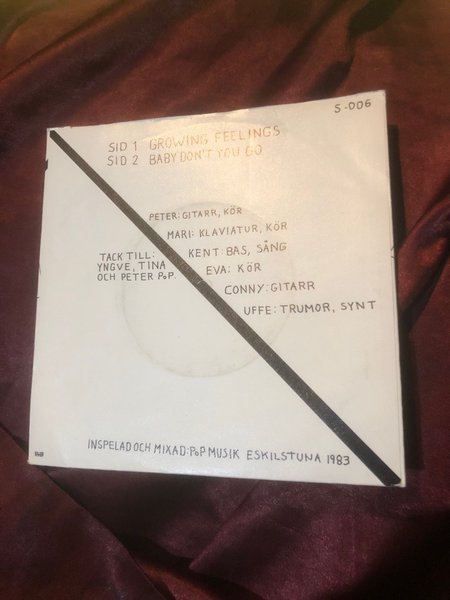 S-006
SID 1 GROWING FEELINGS
SID 2 BABY DON'T YOU GO
PETER: GITARR, KÖR
MARI: KLAVIATUR, KÖR
KENT: BAS, SÅNG
EVA: KÖR
CONNY: GITARR
UFFE: TRUMOR, SYNT
TACK TILL:
YNGVE, TINA
OCH PETER PoP.
INSPELAD OCH MIXAD: PoP MUSIK ESKILSTUNA 1983